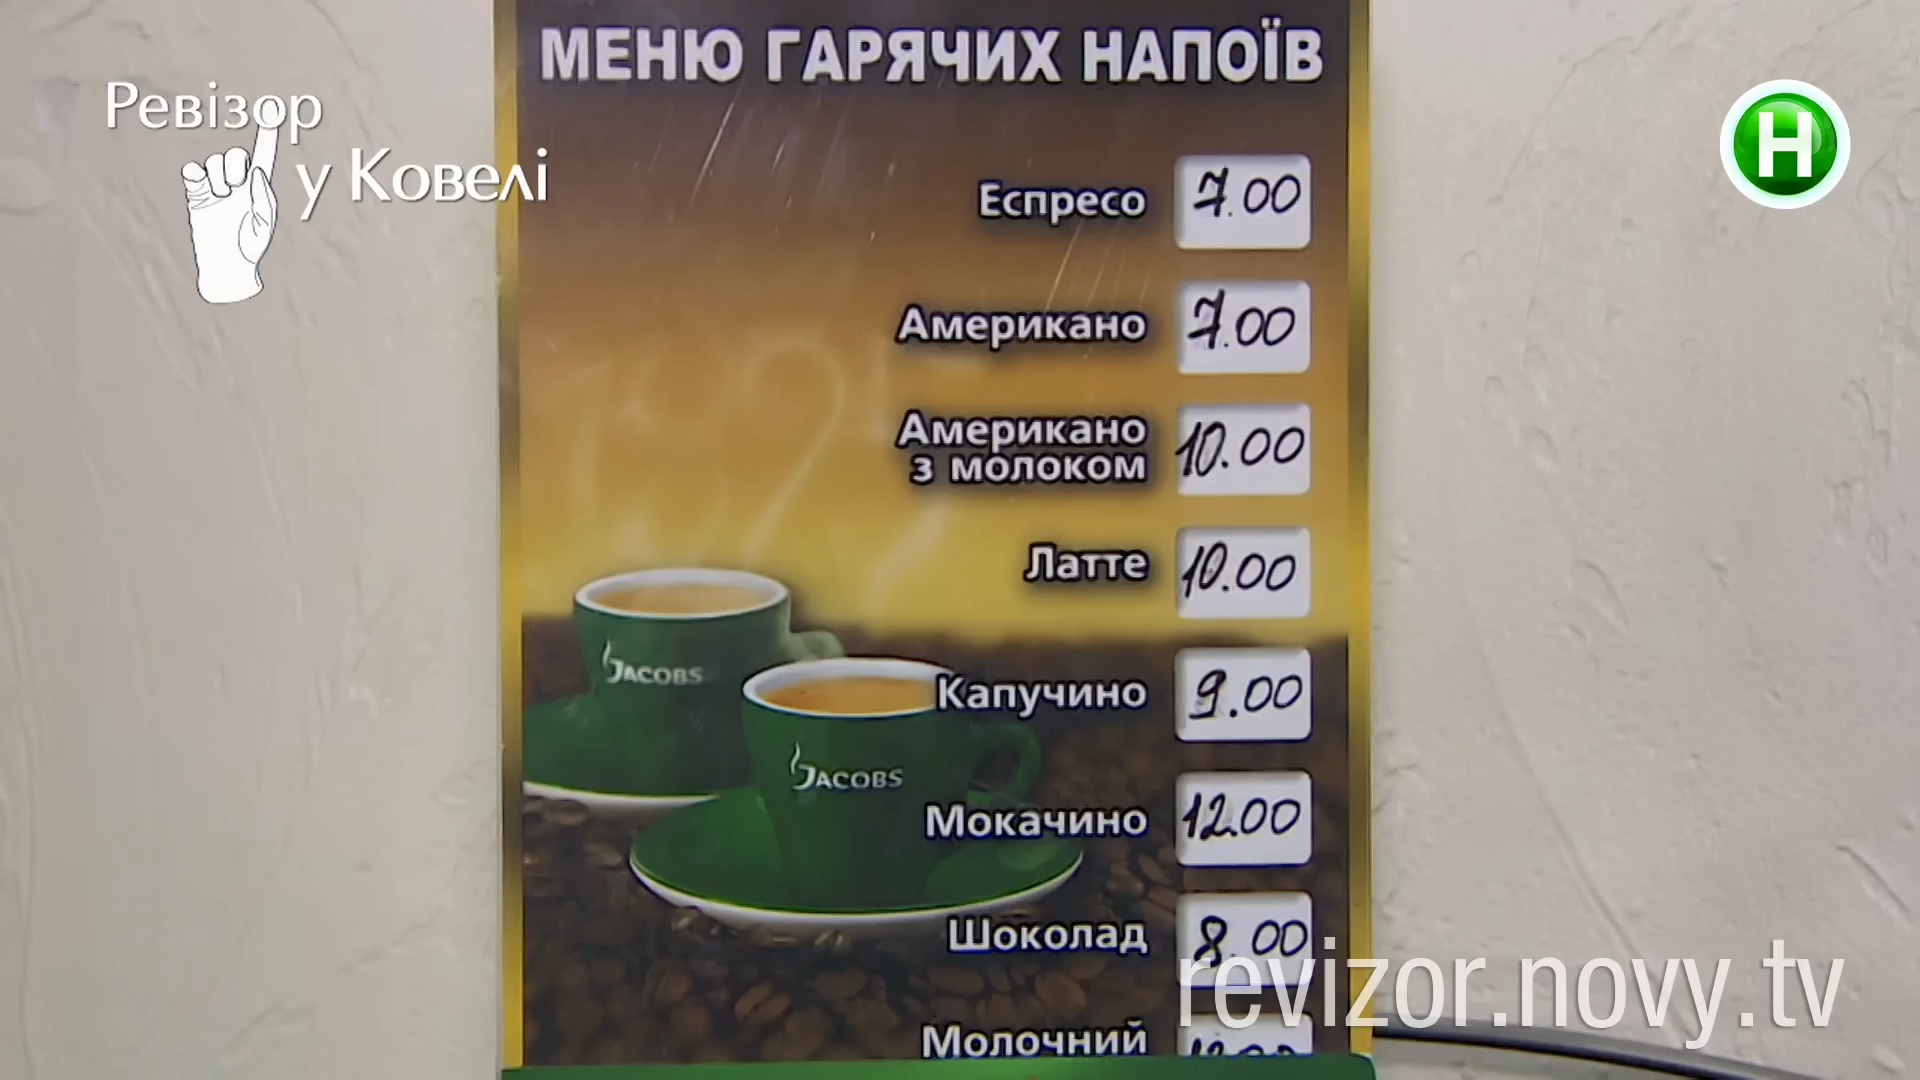 МЕНЮ ГАРЯЧИХ НАПОЇВ
Ревізор
у Ковелі
Н
Еспресо 7.00
Американо 7.00
Американо
з молоком 10.00
Латте 10.00
JACOBS
Капучино 9.00
JACOBS
Мокачино 12.00
Шоколад 8.00
revizor.novy.tv
Молочний